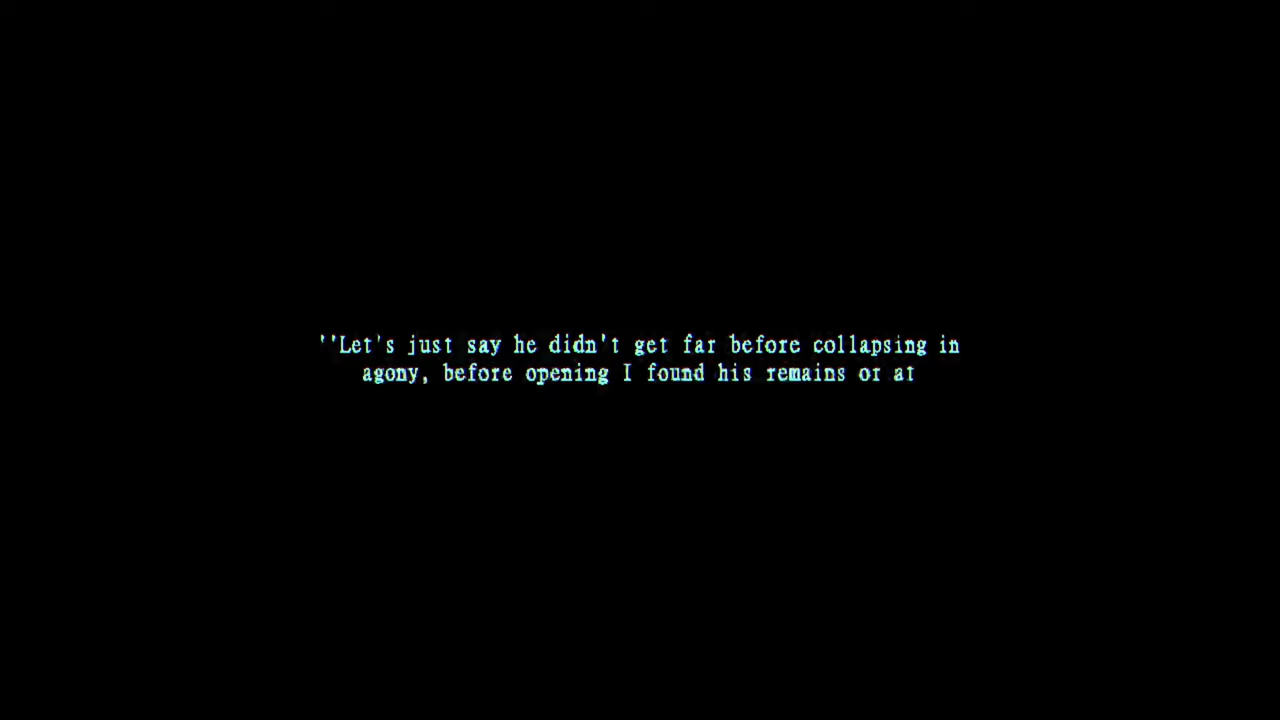 ''Let's just say he didn't get far before collapsing in
agony, before opening I found his remains or at